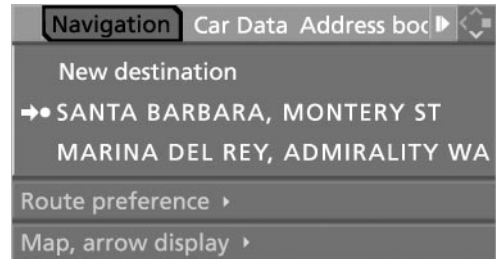 Navigation Car Data Address boc
New destination
SANTA BARBARA, MONTERY ST
MARINA DEL REY, ADMIRALITY WA
Route preference
Map, arrow display